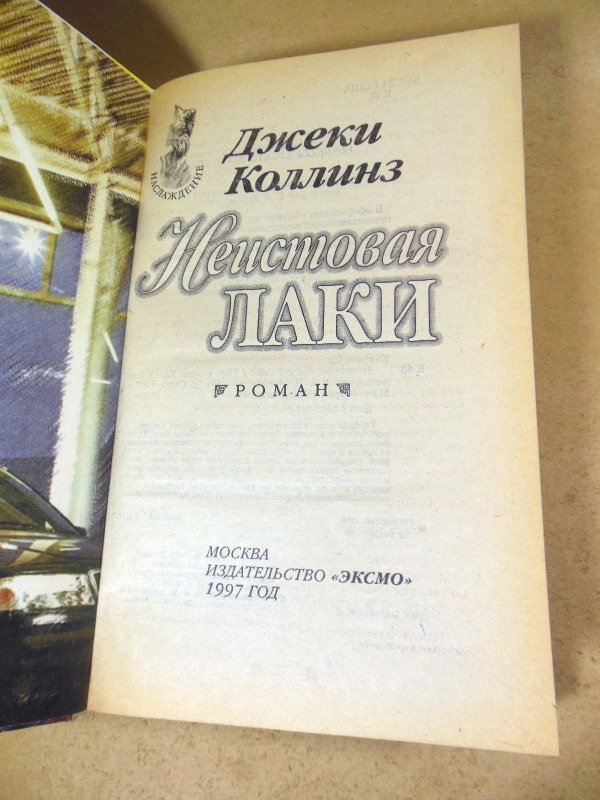 НАСЛАЖДЕНИЕ
Джеки
Коллинз
Неистовая
ЛАКИ
РОМАН
МОСКВА
ИЗДАТЕЛЬСТВО «ЭКСМО»
1997 ГОД